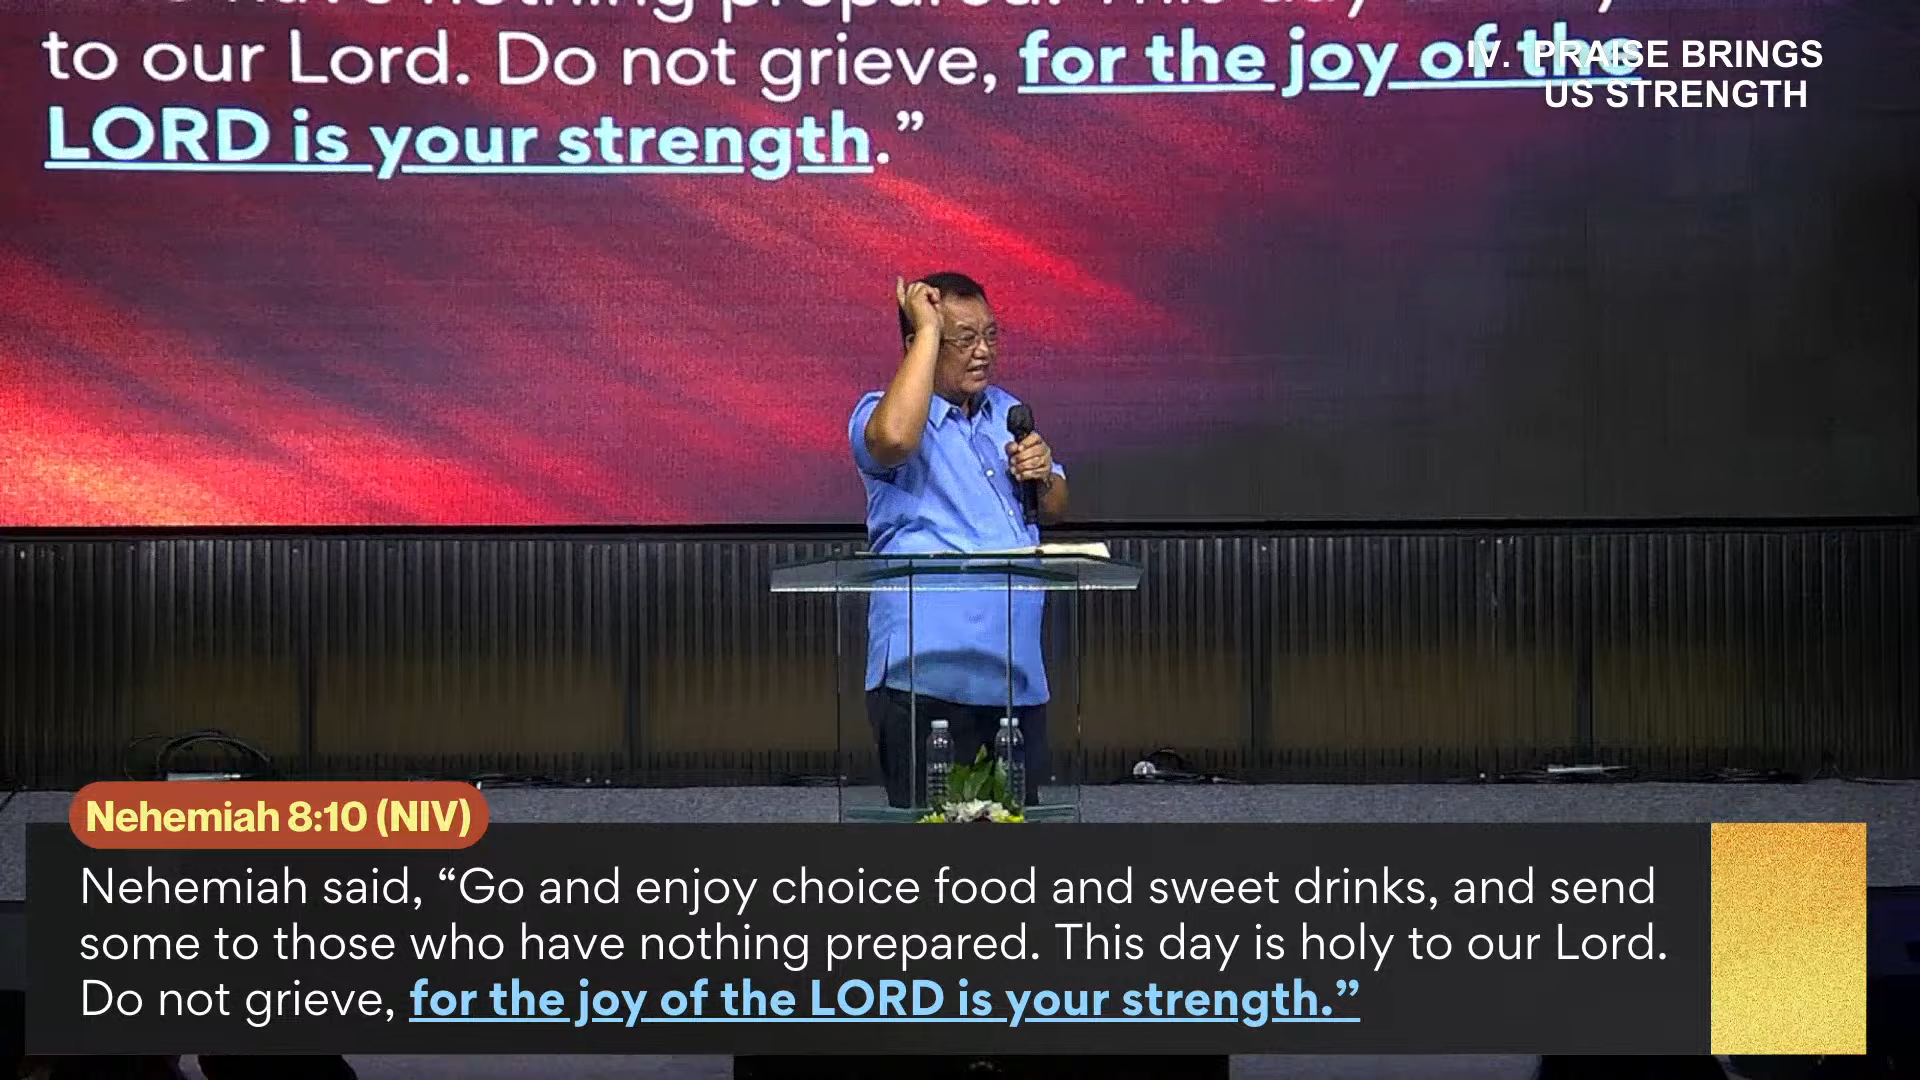 to our Lord. Do not grieve, for the joy of the
LORD is your strength.”
IV. PRAISE BRINGS
US STRENGTH
Nehemiah 8:10 (NIV)
Nehemiah said, “Go and enjoy choice food and sweet drinks, and send
some to those who have nothing prepared. This day is holy to our Lord.
Do not grieve, for the joy of the LORD is your strength.”